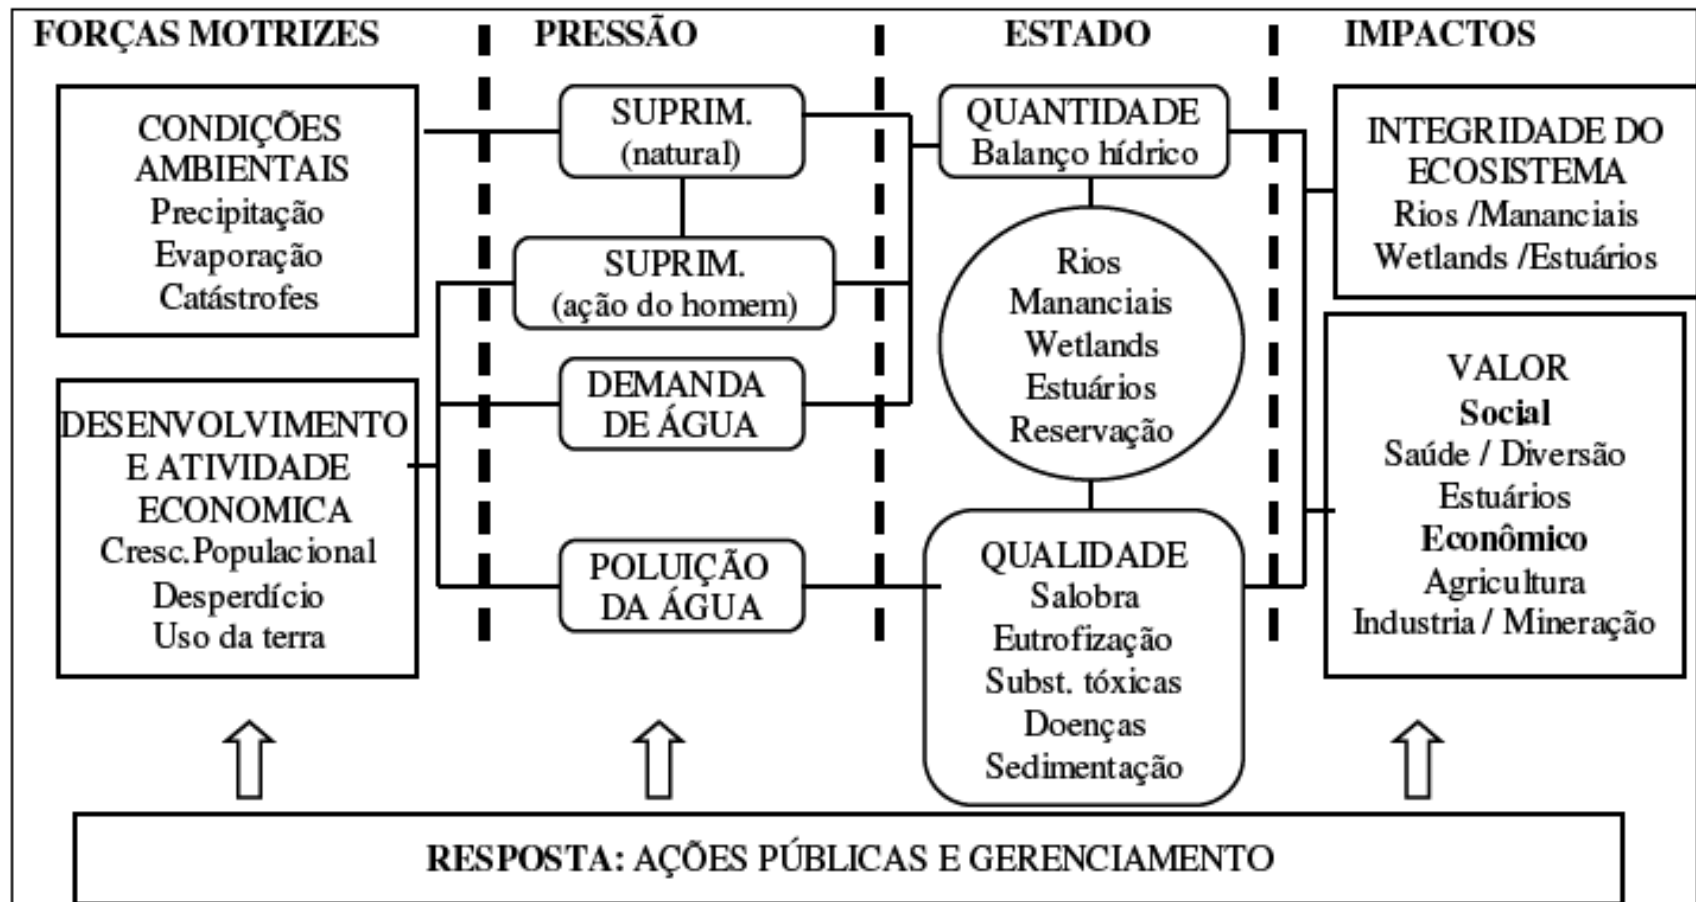 FORÇAS MOTRIZES
PRESSÃO
ESTADO
IMPACTOS
CONDIÇÕES
AMBIENTAIS
Precipitação
Evaporação
Catástrofes
DESENVOLVIMENTO
E ATIVIDADE
ECONOMICA
Cresc.Populacional
Desperdício
Uso da terra
SUPRIM.
(natural)
SUPRIM.
(ação do homem)
DEMANDA
DE ÁGUA
POLUIÇÃO
DA ÁGUA
QUANTIDADE
Balanço hídrico
Rios
Mananciais
Wetlands
Estuários
Reservação
QUALIDADE
Salobra
Eutrofização
Subst. tóxicas
Doenças
Sedimentação
INTEGRIDADE DO
ECOSISTEMA
Rios /Mananciais
Wetlands /Estuários
VALOR
Social
Saúde / Diversão
Estuários
Econômico
Agricultura
Industria / Mineração
RESPOSTA: AÇÕES PÚBLICAS E GERENCIAMENTO